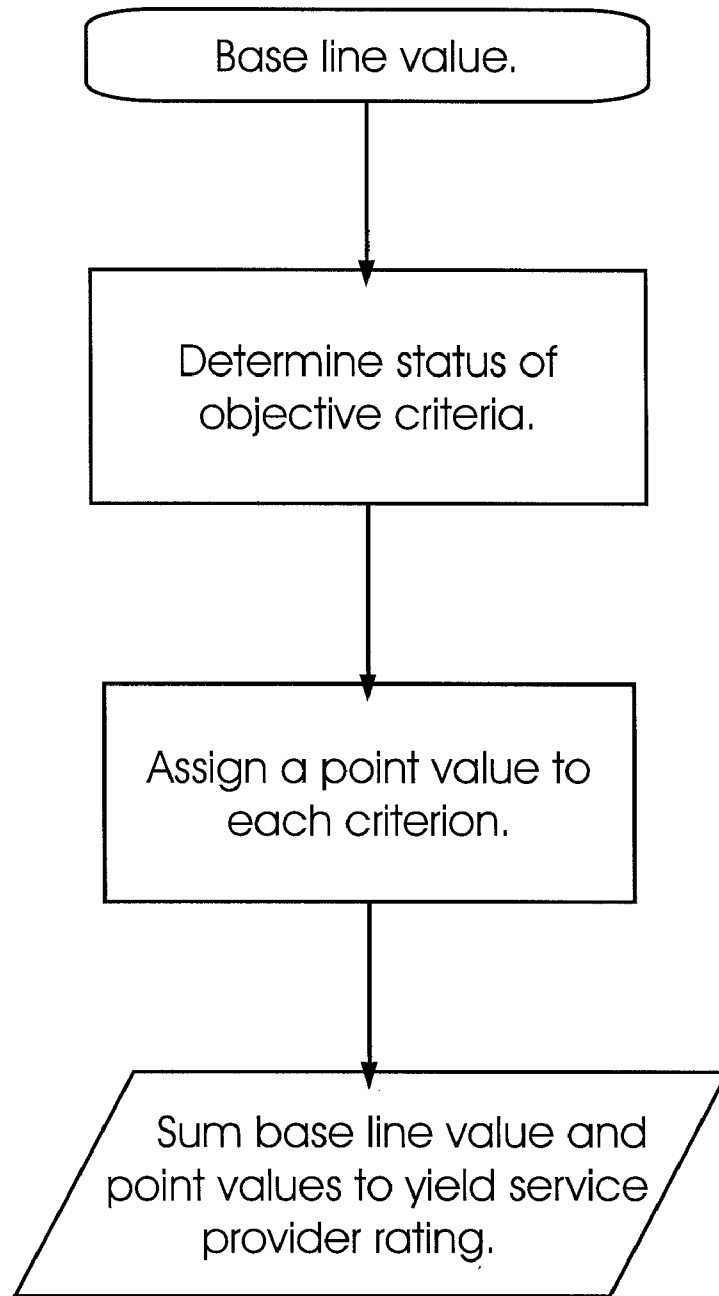 Base line value.
Determine status of
objective criteria.
Assign a point value to
each criterion.
Sum base line value and
point values to yield service
provider rating.